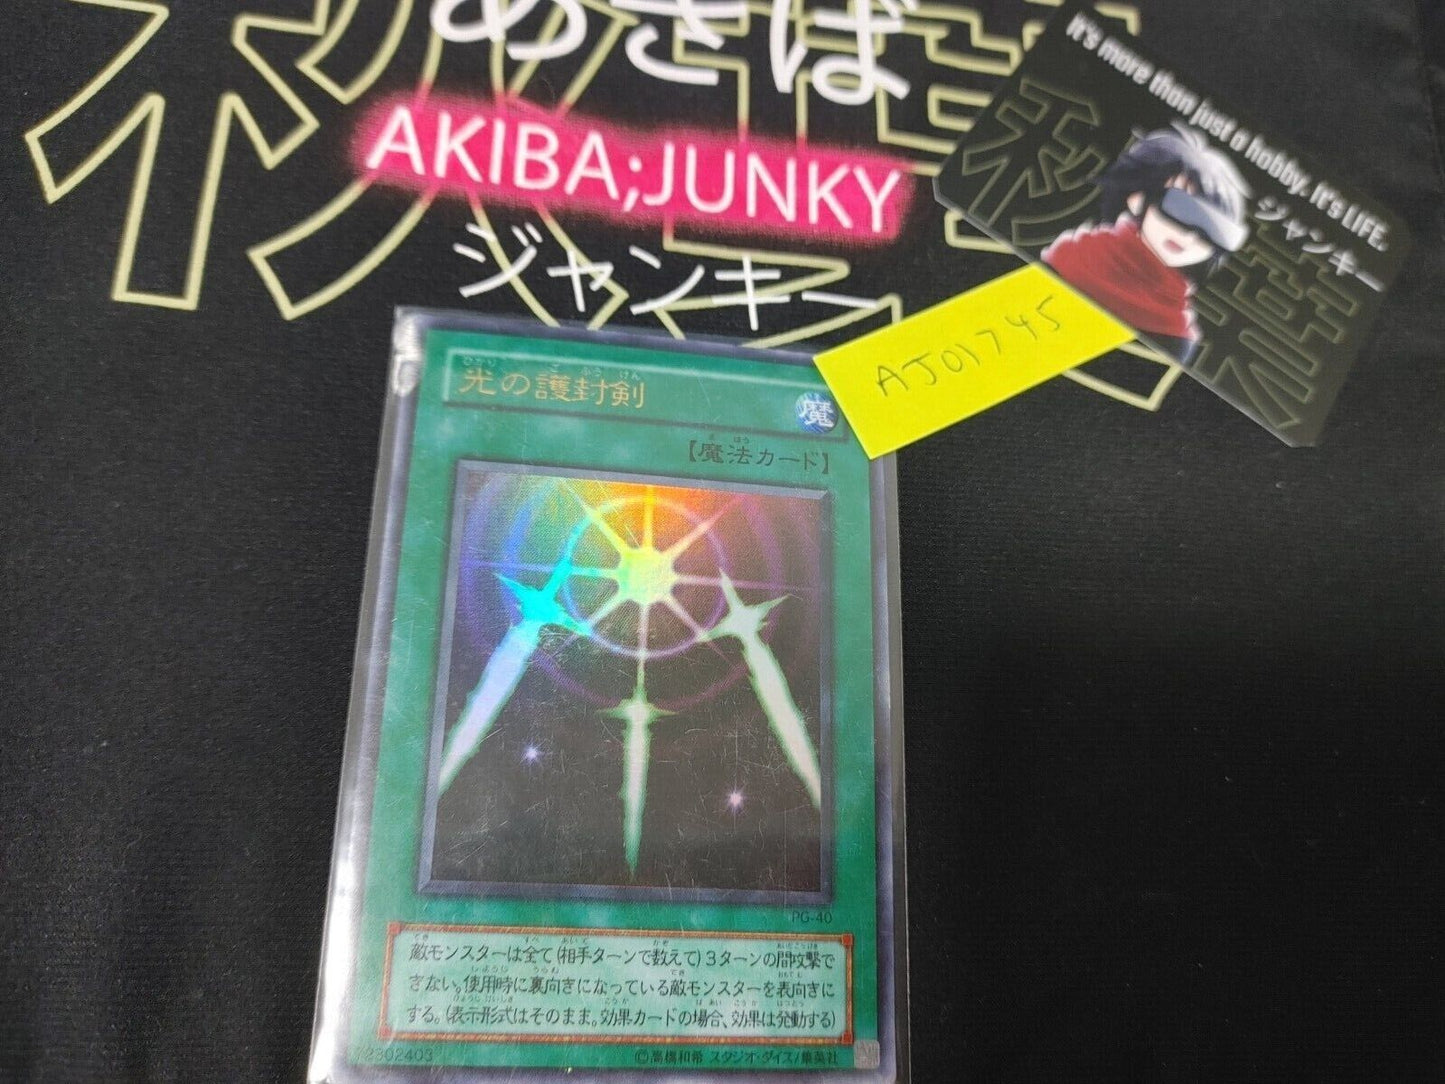 あきば
AKIBA;JUNKY
ジャンキー
It's more than just a hobby. It's LIFE.
ジャンキー
AJ01745
光の護封剣
魔
【魔法カード】
PG-40
敵モンスターは全て(相手ターンで数えて)3ターンの間攻撃で
きない。使用時に裏向きになっている敵モンスターを表向きに
する。(表示形式はそのまま。効果カードの場合、効果は発動する)
72302403
©高橋和希 スタジオ・ダイス/集英社